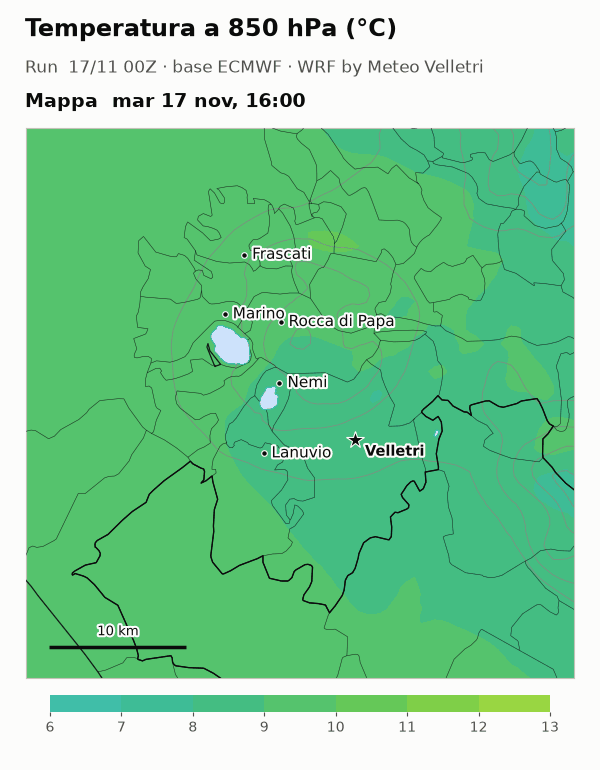 Temperatura a 850 hPa (°C)
Run 17/11 00Z · base ECMWF · WRF by Meteo Velletri
Mappa mar 17 nov, 16:00
Frascati
Marino
Rocca di Papa
Nemi
Velletri
Lanuvio
10 km
6 7 8 9 10 11 12 13